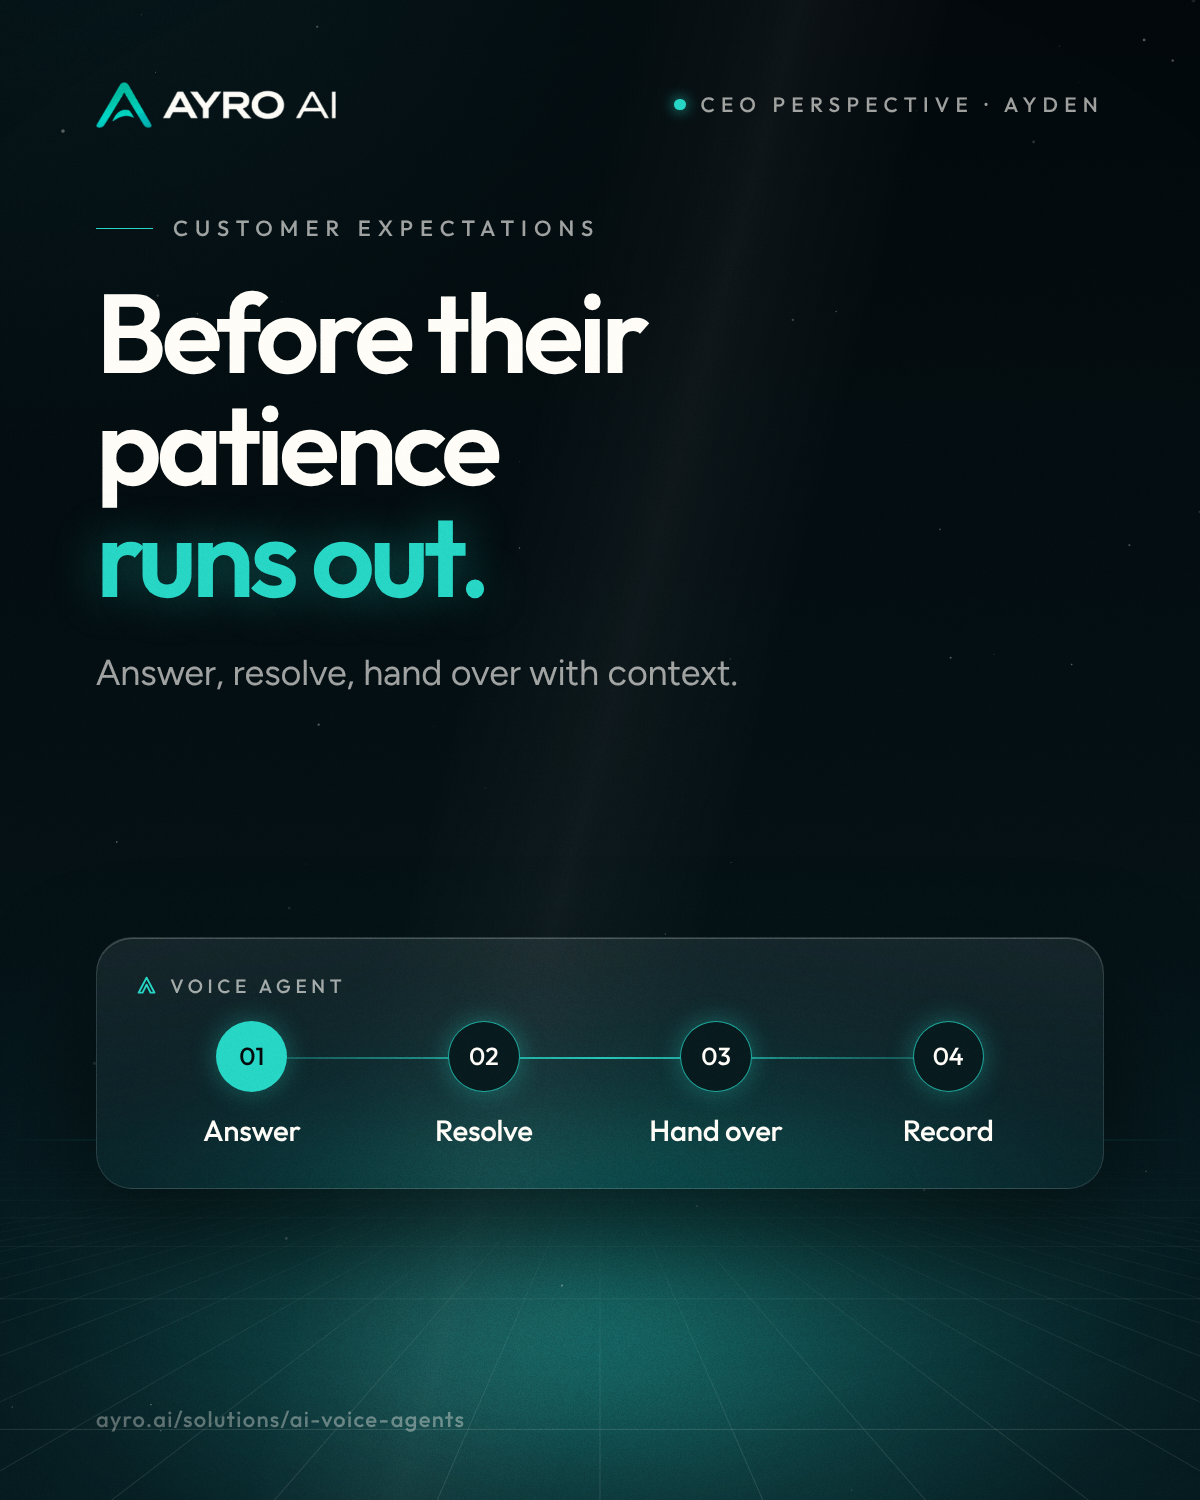 AYRO AI
CEO PERSPECTIVE · AYDEN
CUSTOMER EXPECTATIONS
Before their
patience
runs out.
Answer, resolve, hand over with context.
VOICE AGENT
01
02
03
04
Answer
Resolve
Hand over
Record
ayro.ai/solutions/ai-voice-agents